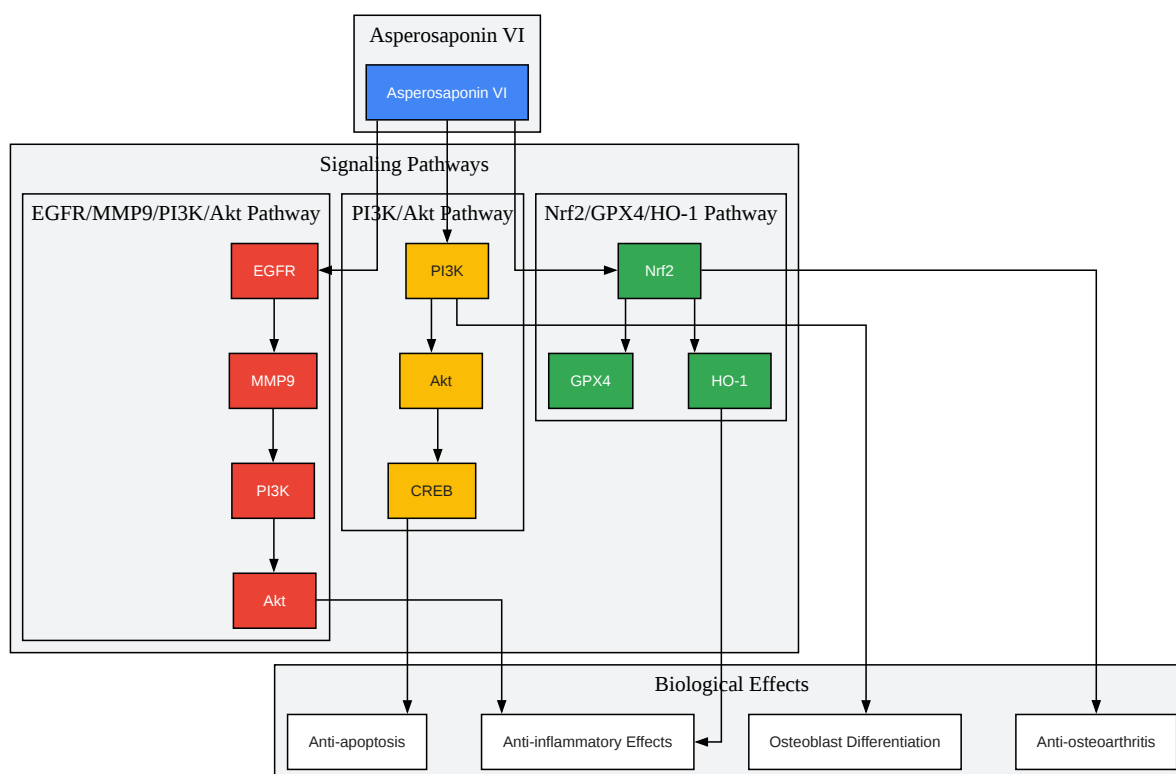 Asperosaponin VI
Asperosaponin VI
Signaling Pathways
EGFR/MMP9/PI3K/Akt Pathway
EGFR
MMP9
PI3K
Akt
PI3K/Akt Pathway
PI3K
Akt
CREB
Nrf2/GPX4/HO-1 Pathway
Nrf2
GPX4
HO-1
Biological Effects
Anti-apoptosis
Anti-inflammatory Effects
Osteoblast Differentiation
Anti-osteoarthritis